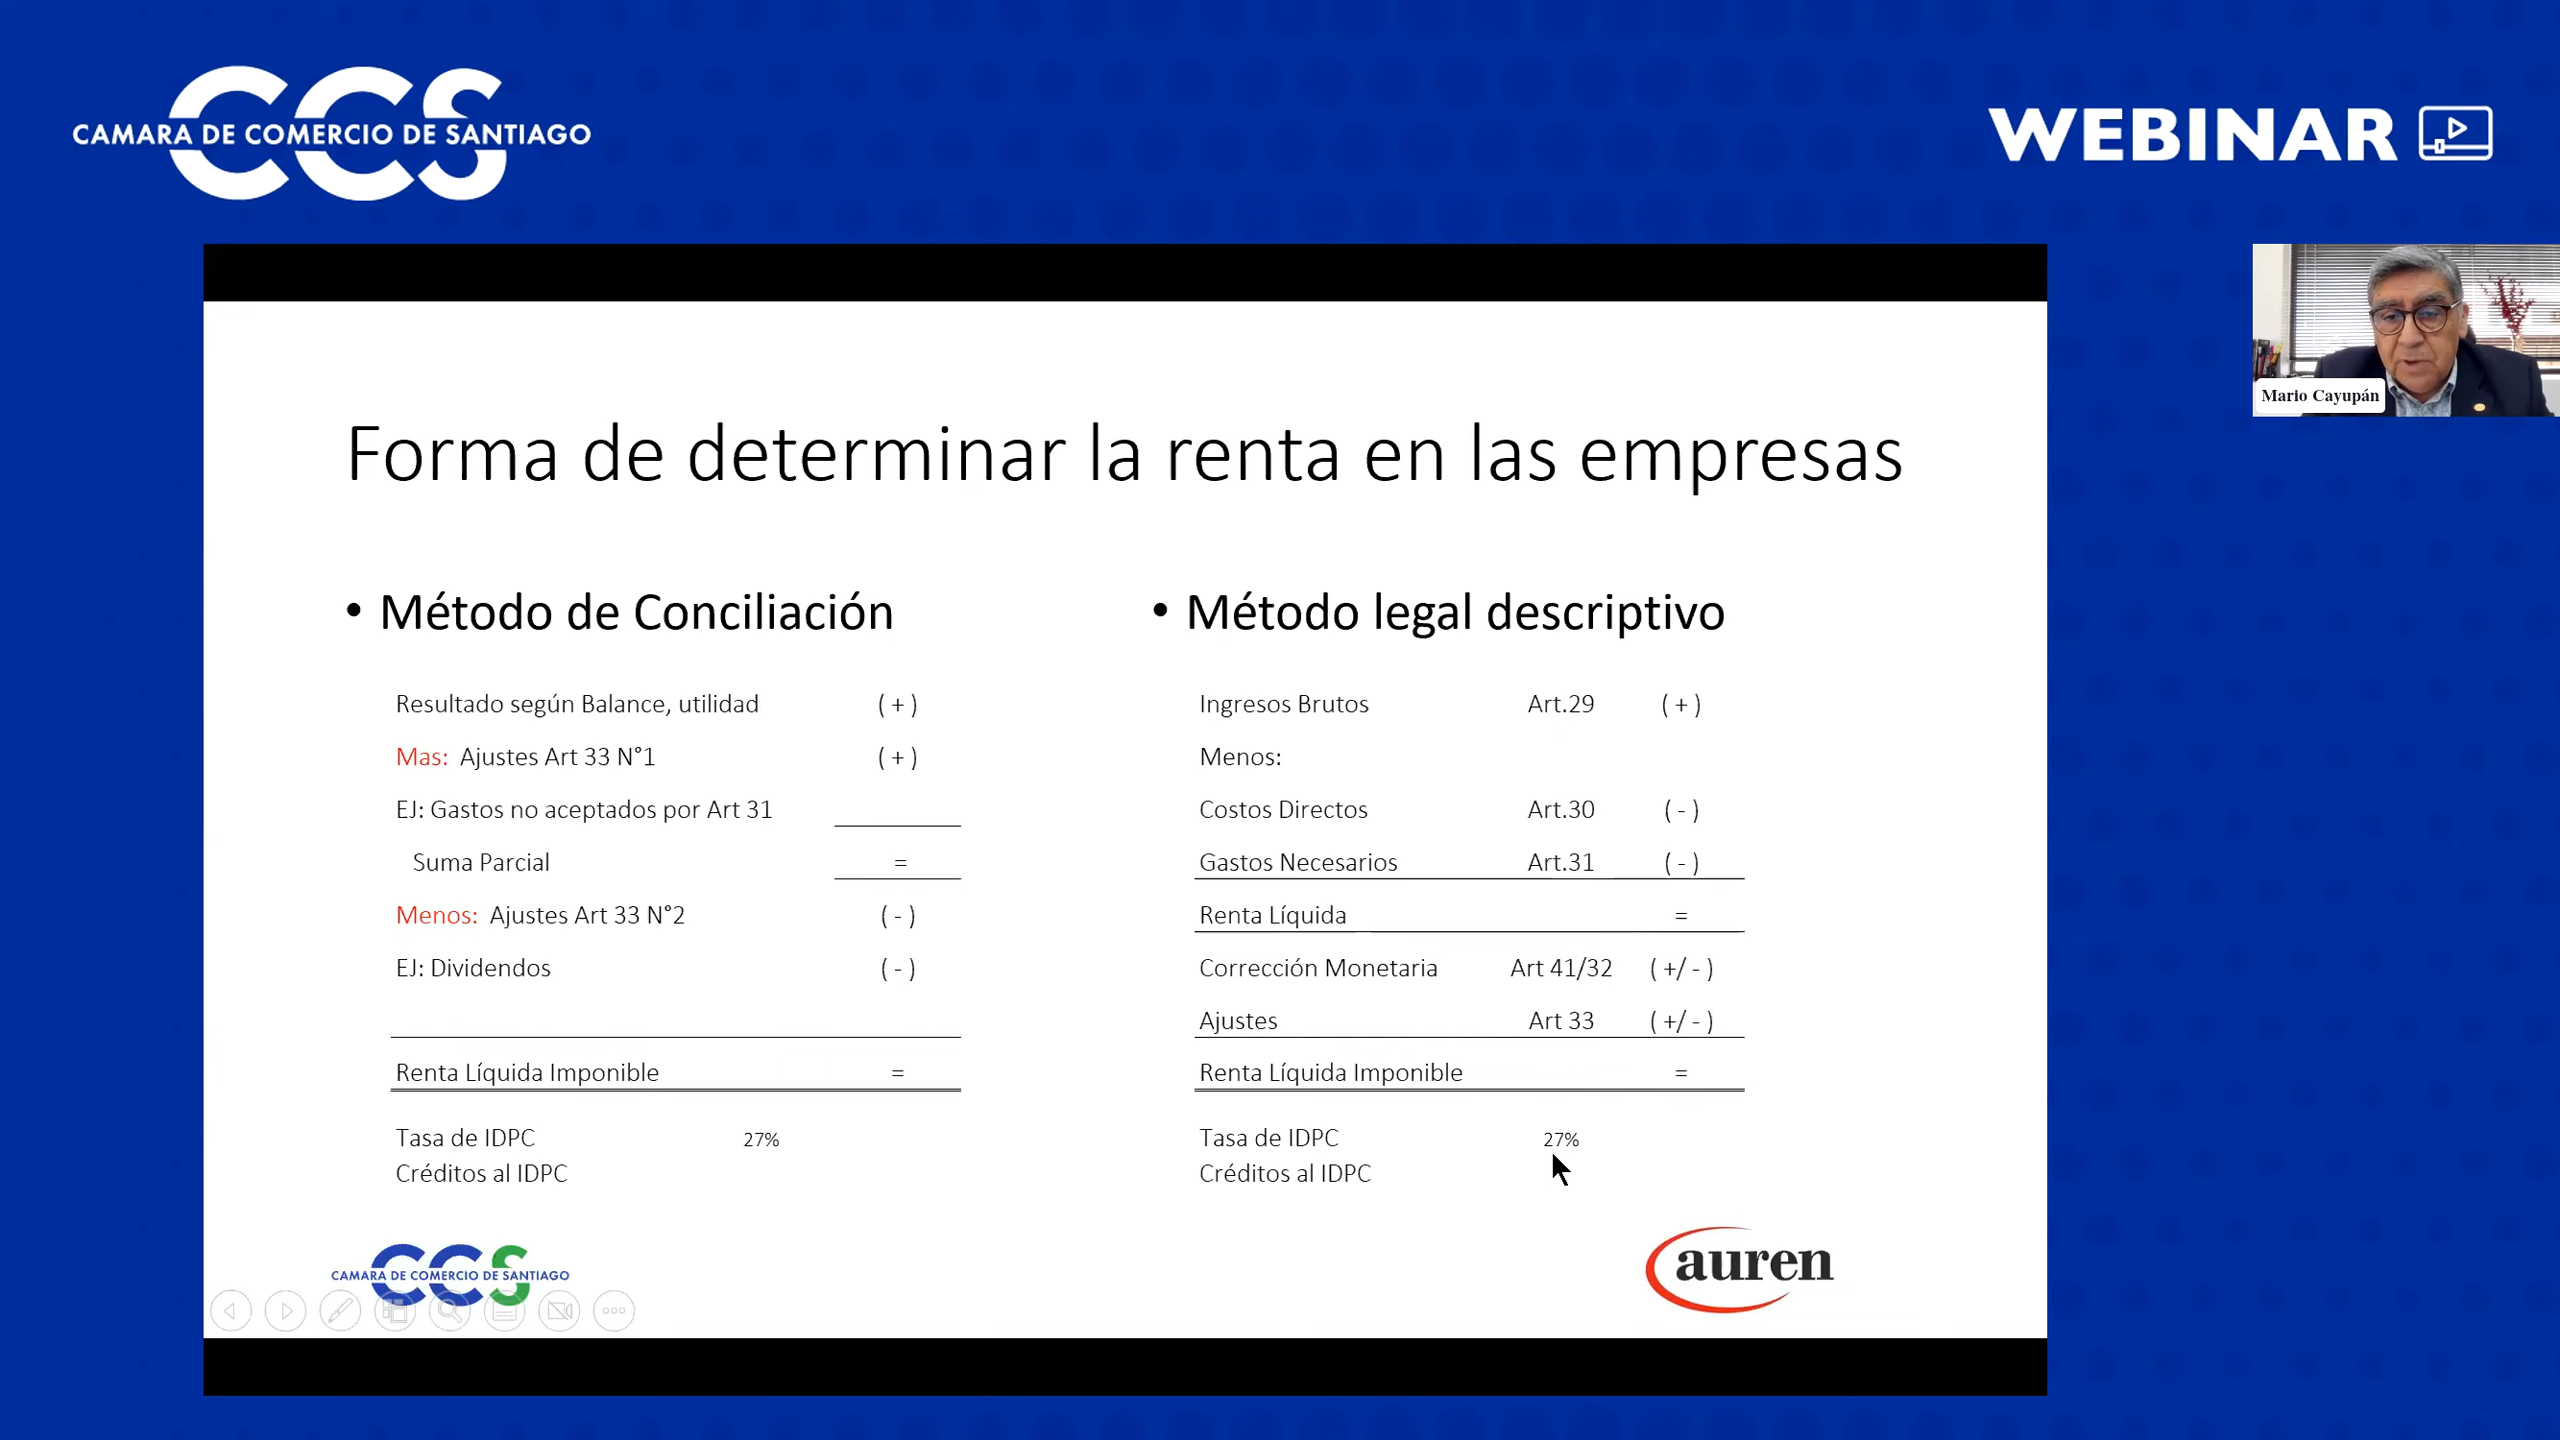 CCS
CAMARA DE COMERCIO DE SANTIAGO
WEBINAR
Mario Cayupán
Forma de determinar la renta en las empresas
• Método de Conciliación
Resultado según Balance, utilidad ( + )
Mas: Ajustes Art 33 N°1 ( + )
EJ: Gastos no aceptados por Art 31
Suma Parcial =
Menos: Ajustes Art 33 N°2 ( - )
EJ: Dividendos ( - )
Renta Líquida Imponible =
Tasa de IDPC 27%
Créditos al IDPC
• Método legal descriptivo
Ingresos Brutos Art.29 ( + )
Menos:
Costos Directos Art.30 ( - )
Gastos Necesarios Art.31 ( - )
Renta Líquida =
Corrección Monetaria Art 41/32 ( +/ - )
Ajustes Art 33 ( +/ - )
Renta Líquida Imponible =
Tasa de IDPC 27%
Créditos al IDPC
CCS
CAMARA DE COMERCIO DE SANTIAGO
auren